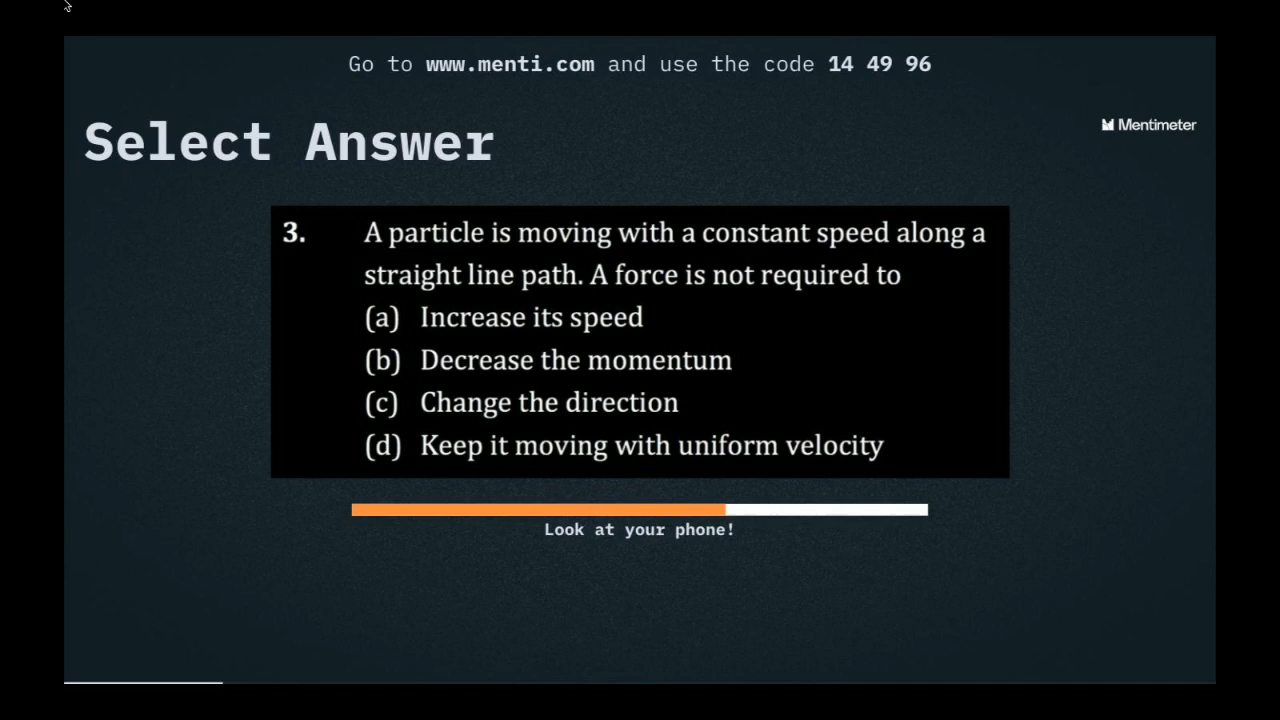 Go to www.menti.com and use the code 14 49 96
Select Answer
Mentimeter
3. A particle is moving with a constant speed along a
straight line path. A force is not required to
(a) Increase its speed
(b) Decrease the momentum
(c) Change the direction
(d) Keep it moving with uniform velocity
Look at your phone!